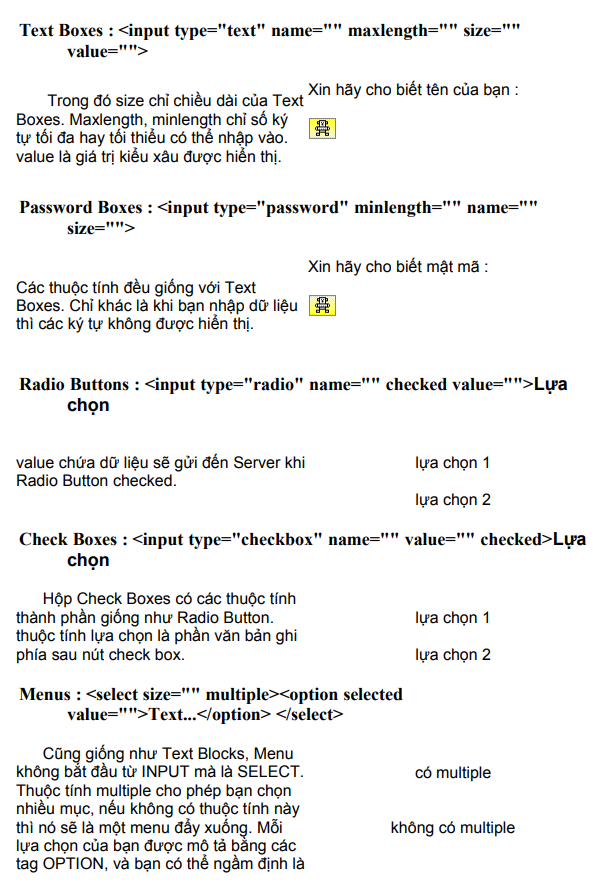 Text Boxes : <input type="text" name="" maxlength="" size=""
value="">
Xin hãy cho biết tên của bạn :
Trong đó size chỉ chiều dài của Text
Boxes. Maxlength, minlength chỉ số ký
tự tối đa hay tối thiểu có thể nhập vào.
value là giá trị kiểu xâu được hiển thị.
Password Boxes : <input type="password" minlength="" name=""
size="">
Xin hãy cho biết mật mã :
Các thuộc tính đều giống với Text
Boxes. Chỉ khác là khi bạn nhập dữ liệu
thì các ký tự không được hiển thị.
Radio Buttons : <input type="radio" name="" checked value="">Lựa
chọn
value chứa dữ liệu sẽ gửi đến Server khi
Radio Button checked.
lựa chọn 1
lựa chọn 2
Check Boxes : <input type="checkbox" name="" value="" checked>Lựa
chọn
Hộp Check Boxes có các thuộc tính
thành phần giống như Radio Button.
thuộc tính lựa chọn là phần văn bản ghi
phía sau nút check box.
lựa chọn 1
lựa chọn 2
Menus : <select size="" multiple><option selected
value="">Text...</option> </select>
Cũng giống như Text Blocks, Menu
không bắt đầu từ INPUT mà là SELECT.
Thuộc tính multiple cho phép bạn chọn
nhiều mục, nếu không có thuộc tính này
thì nó sẽ là một menu đẩy xuống. Mỗi
lựa chọn của bạn được mô tả bằng các
tag OPTION, và bạn có thể ngầm định là
có multiple
không có multiple